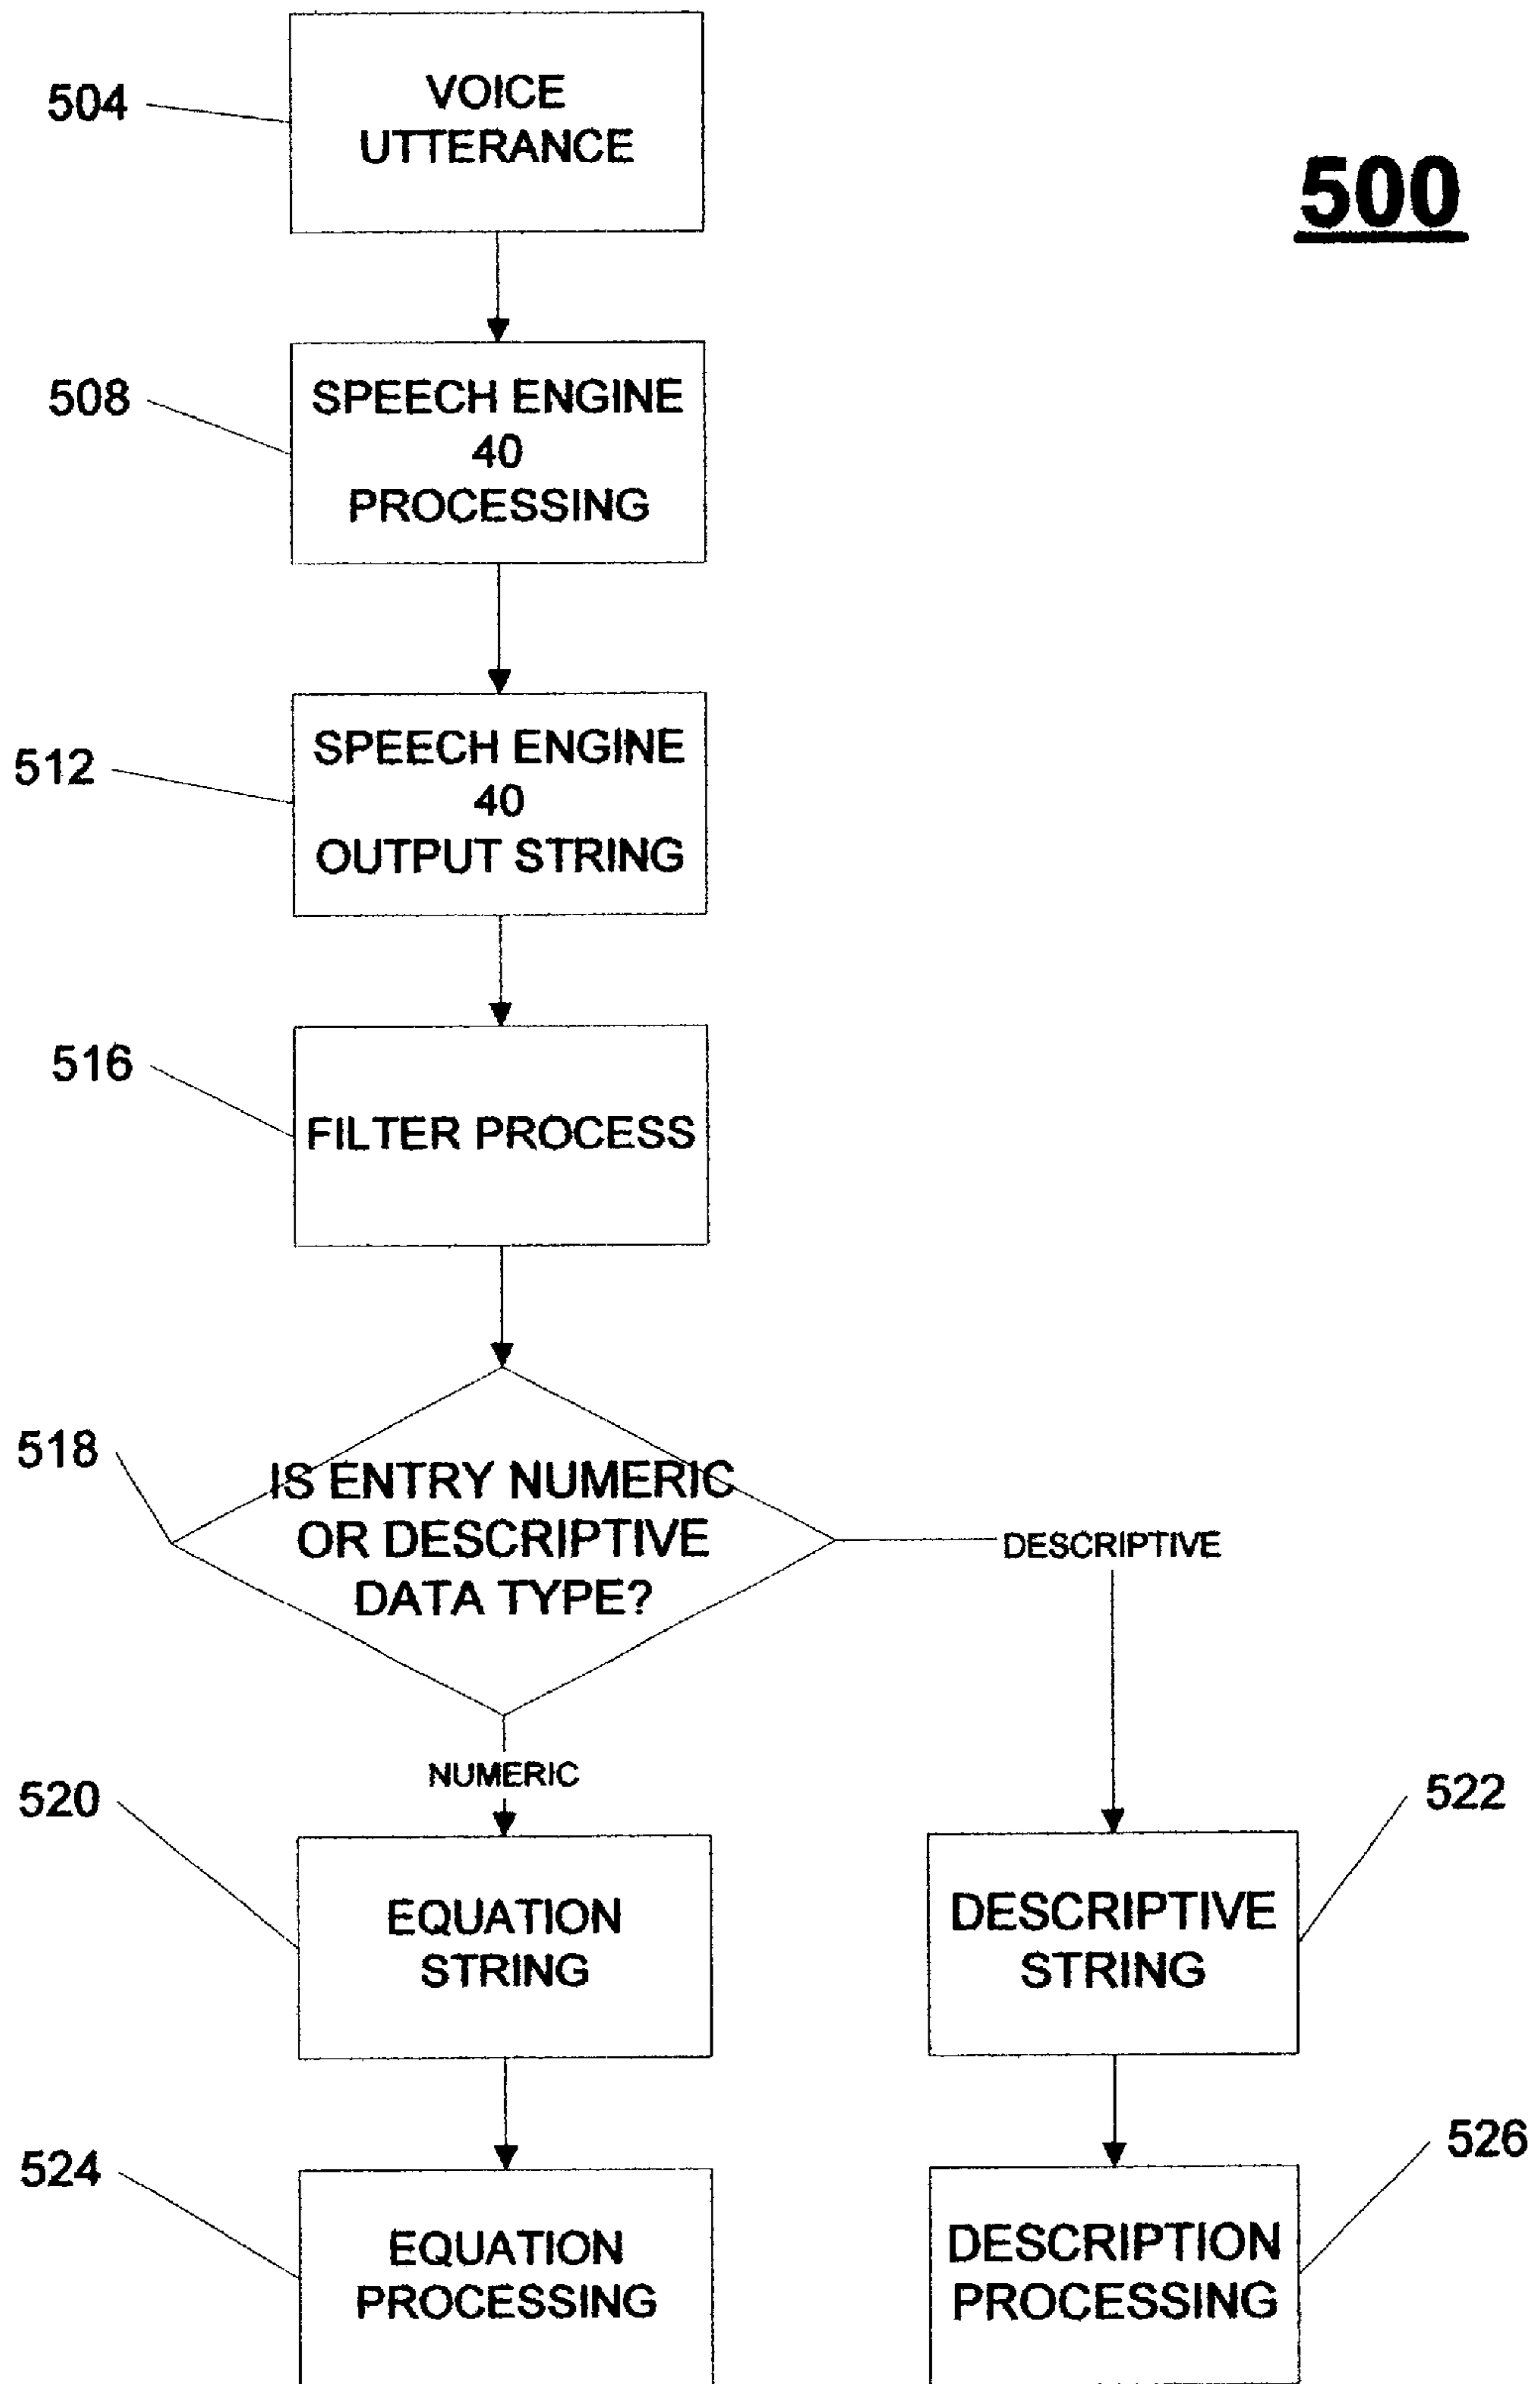 504
VOICE
UTTERANCE
500
508
SPEECH ENGINE
40
PROCESSING
512
SPEECH ENGINE
40
OUTPUT STRING
516
FILTER PROCESS
518
IS ENTRY NUMERIC
OR DESCRIPTIVE
DATA TYPE?
DESCRIPTIVE
NUMERIC
520
EQUATION
STRING
522
DESCRIPTIVE
STRING
524
EQUATION
PROCESSING
526
DESCRIPTION
PROCESSING